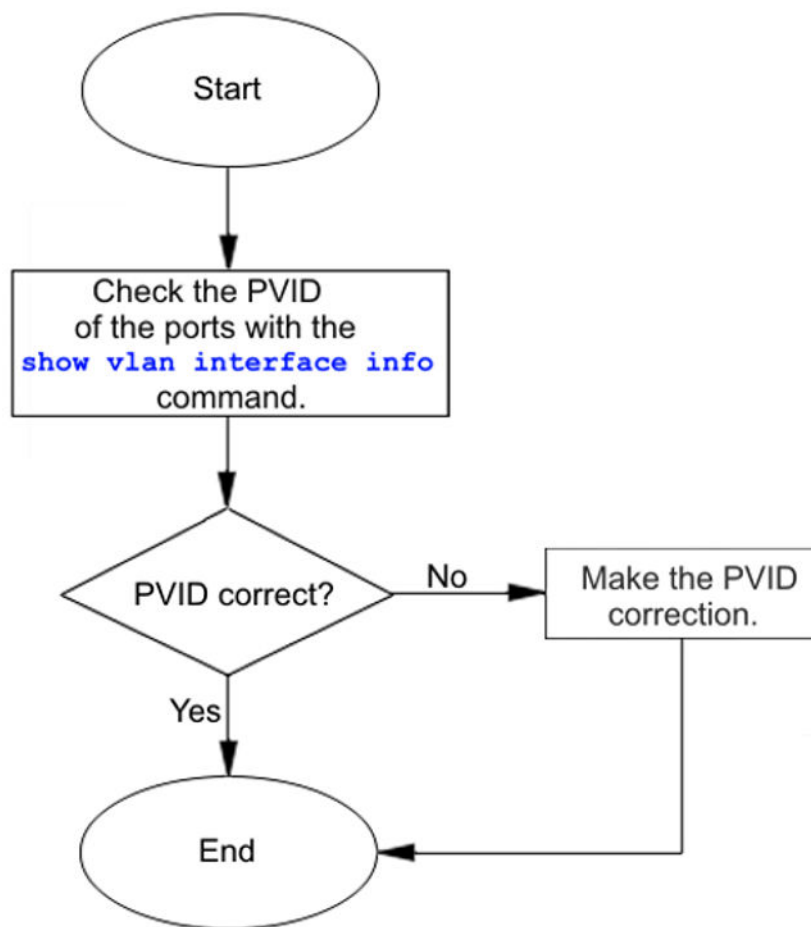 Start
Check the PVID
of the ports with the
show vlan interface info
command.
PVID correct?
No
Make the PVID
correction.
Yes
End